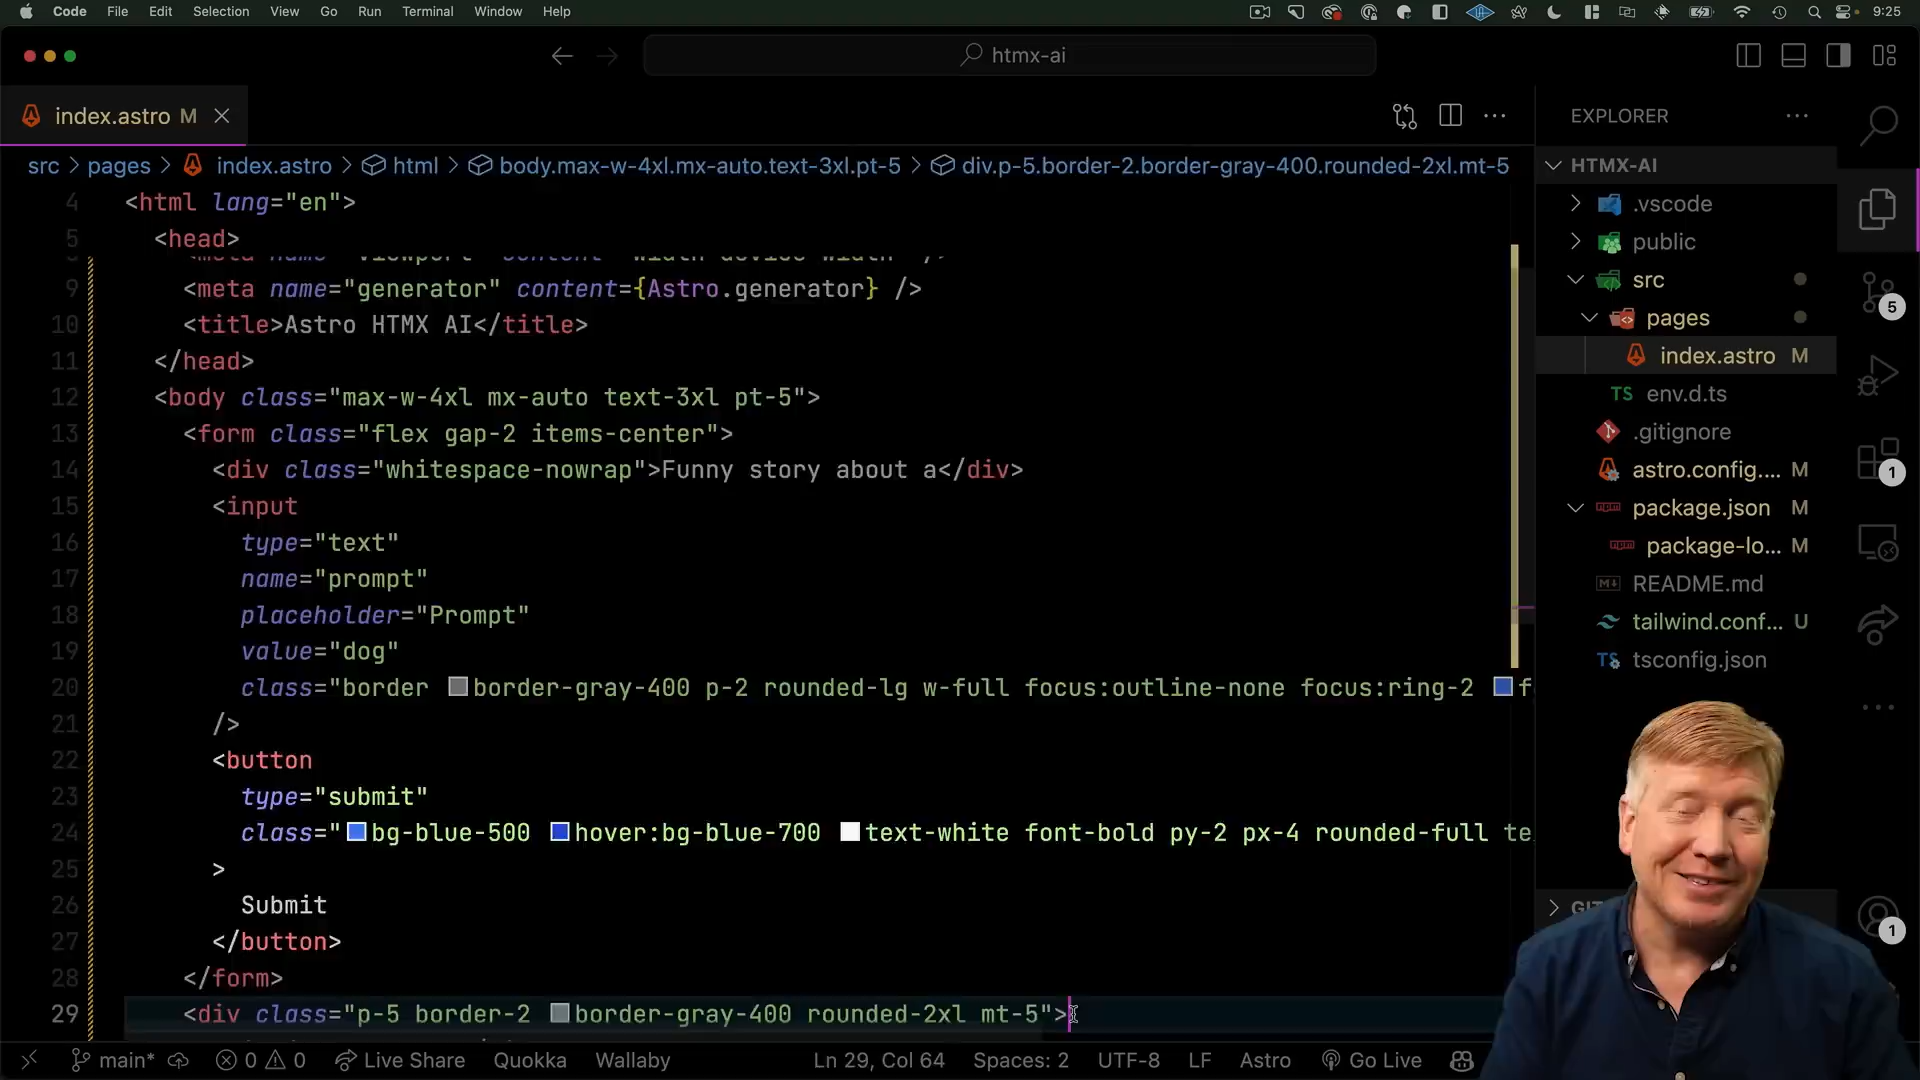 Code File Edit Selection View Go Run Terminal Window Help 9:25
htmx-ai
index.astro M
EXPLORER
src > pages > index.astro > html > body.max-w-4xl.mx-auto.text-3xl.pt-5 > div.p-5.border-2.border-gray-400.rounded-2xl.mt-5
4 <html lang="en">
5 <head>
9 <meta name="generator" content={Astro.generator} />
10 <title>Astro HTMX AI</title>
11 </head>
12 <body class="max-w-4xl mx-auto text-3xl pt-5">
13 <form class="flex gap-2 items-center">
14 <div class="whitespace-nowrap">Funny story about a</div>
15 <input
16 type="text"
17 name="prompt"
18 placeholder="Prompt"
19 value="dog"
20 class="border border-gray-400 p-2 rounded-lg w-full focus:outline-none focus:ring-2
21 />
22 <button
23 type="submit"
24 class="bg-blue-500 hover:bg-blue-700 text-white font-bold py-2 px-4 rounded-full te
25 >
26 Submit
27 </button>
28 </form>
29 <div class="p-5 border-2 border-gray-400 rounded-2xl mt-5">
HTMX-AI
.vscode
public
src
pages
index.astro M
TS env.d.ts
.gitignore
astro.config.... M
package.json M
package-lo... M
README.md
tailwind.conf... U
TS tsconfig.json
5
1
1
main* 0 0 Live Share Quokka Wallaby Ln 29, Col 64 Spaces: 2 UTF-8 LF Astro Go Live